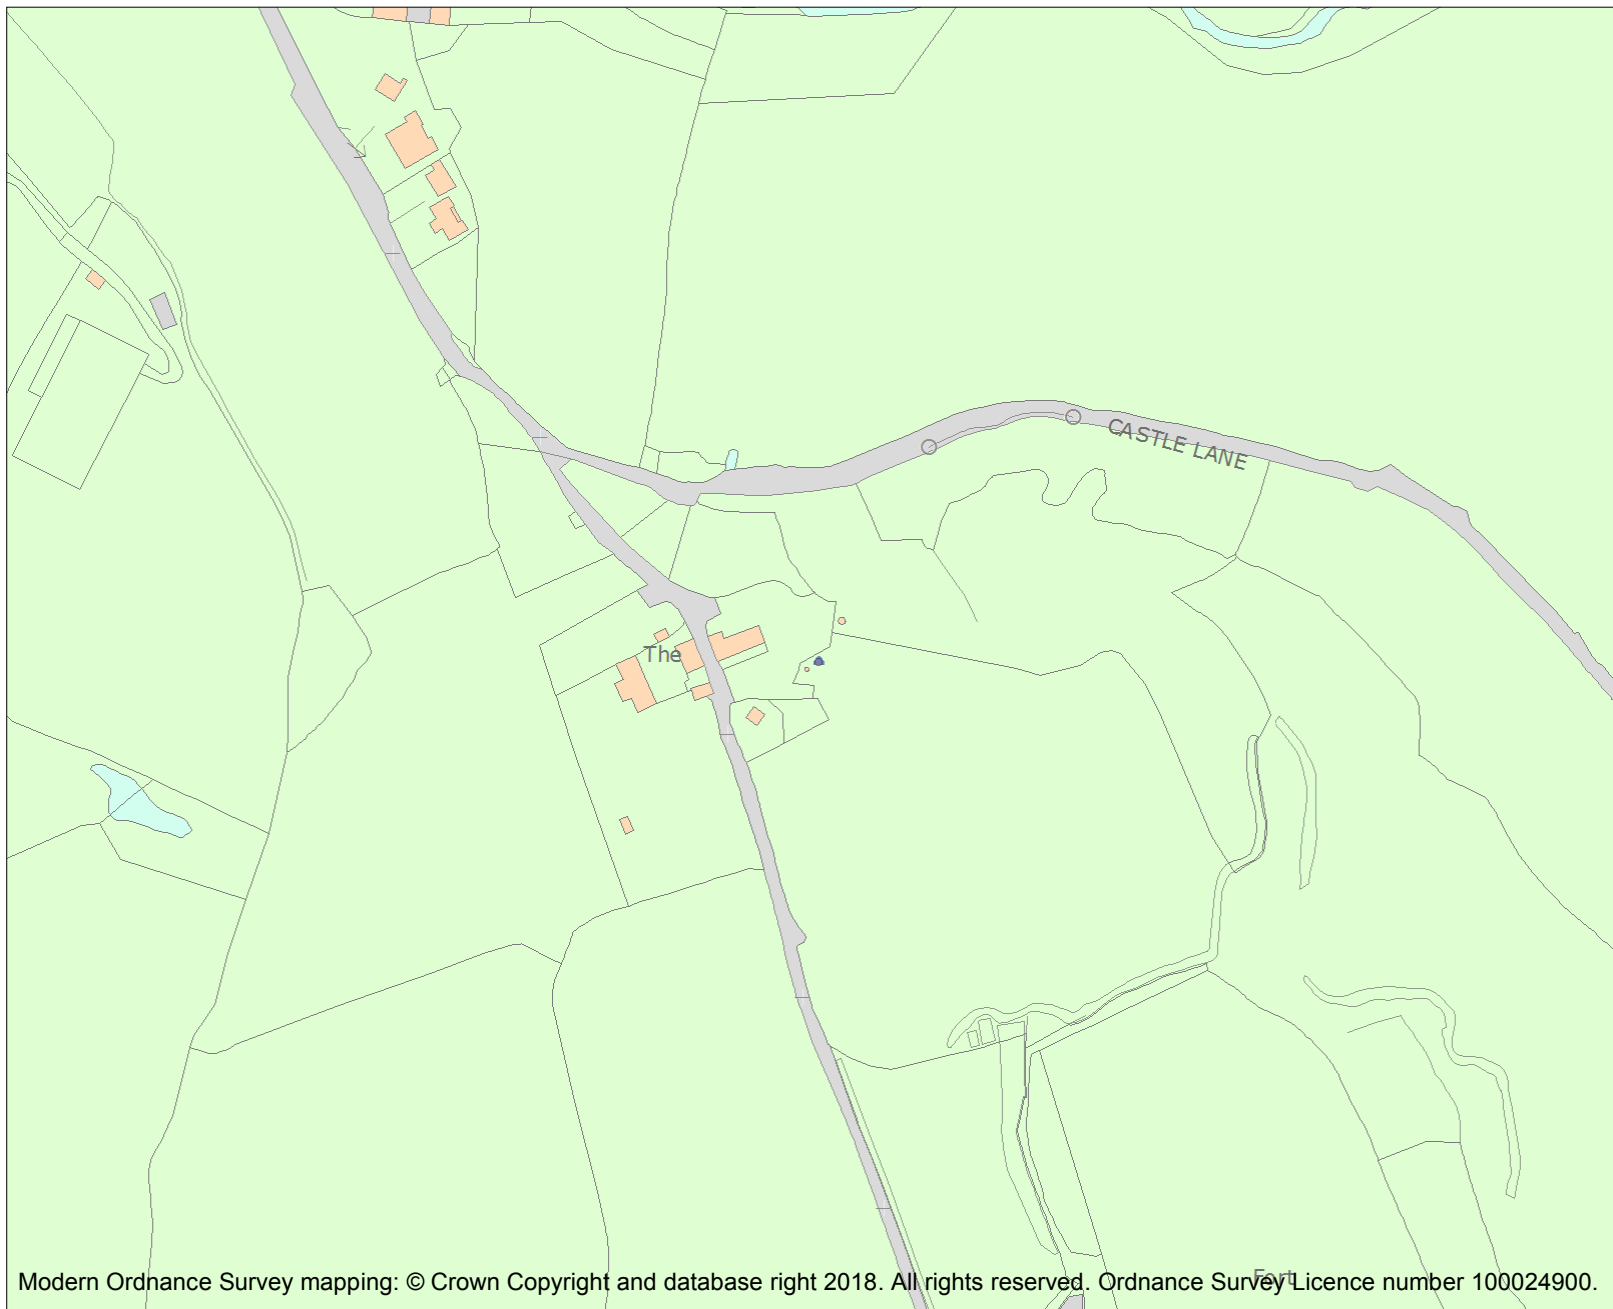 CASTLE LANE
The
Fort
Modern Ordnance Survey mapping: © Crown Copyright and database right 2018. All rights reserved. Ordnance Survey Licence number 100024900.